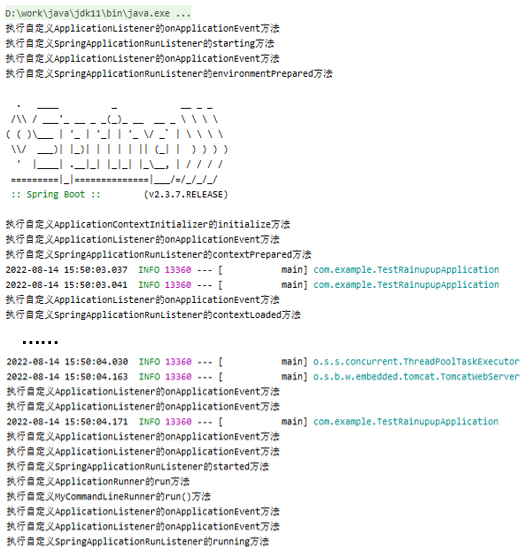 D:\work\java\jdk11\bin\java.exe ...
执行自定义ApplicationListener的onApplicationEvent方法
执行自定义SpringApplicationRunListener的starting方法
执行自定义ApplicationListener的onApplicationEvent方法
执行自定义SpringApplicationRunListener的environmentPrepared方法
  .   ____          _            __ _ _
 /\\ / ___'_ __ _ _(_)_ __  __ _ \ \ \ \
( ( )\___ | '_ | '_| | '_ \/ _` | \ \ \ \
 \\/  ___)| |_)| | | | | || (_| |  ) ) ) )
  '  |____| .__|_| |_|_| |_\__, | / / / /
 =========|_|==============|___/=/_/_/_/
 :: Spring Boot ::        (v2.3.7.RELEASE)
执行自定义ApplicationContextInitializer的initialize方法
执行自定义ApplicationListener的onApplicationEvent方法
执行自定义SpringApplicationRunListener的contextPrepared方法
2022-08-14 15:50:03.037  INFO 13360 --- [           main] com.example.TestRainupupApplication
2022-08-14 15:50:03.041  INFO 13360 --- [           main] com.example.TestRainupupApplication
执行自定义ApplicationListener的onApplicationEvent方法
执行自定义SpringApplicationRunListener的contextLoaded方法
……
2022-08-14 15:50:04.030  INFO 13360 --- [           main] o.s.s.concurrent.ThreadPoolTaskExecutor
2022-08-14 15:50:04.163  INFO 13360 --- [           main] o.s.b.w.embedded.tomcat.TomcatWebServer
执行自定义ApplicationListener的onApplicationEvent方法
执行自定义ApplicationListener的onApplicationEvent方法
2022-08-14 15:50:04.171  INFO 13360 --- [           main] com.example.TestRainupupApplication
执行自定义ApplicationListener的onApplicationEvent方法
执行自定义ApplicationListener的onApplicationEvent方法
执行自定义SpringApplicationRunListener的started方法
执行自定义ApplicationRunner的run方法
执行自定义MyCommandLineRunner的run()方法
执行自定义ApplicationListener的onApplicationEvent方法
执行自定义ApplicationListener的onApplicationEvent方法
执行自定义SpringApplicationRunListener的running方法